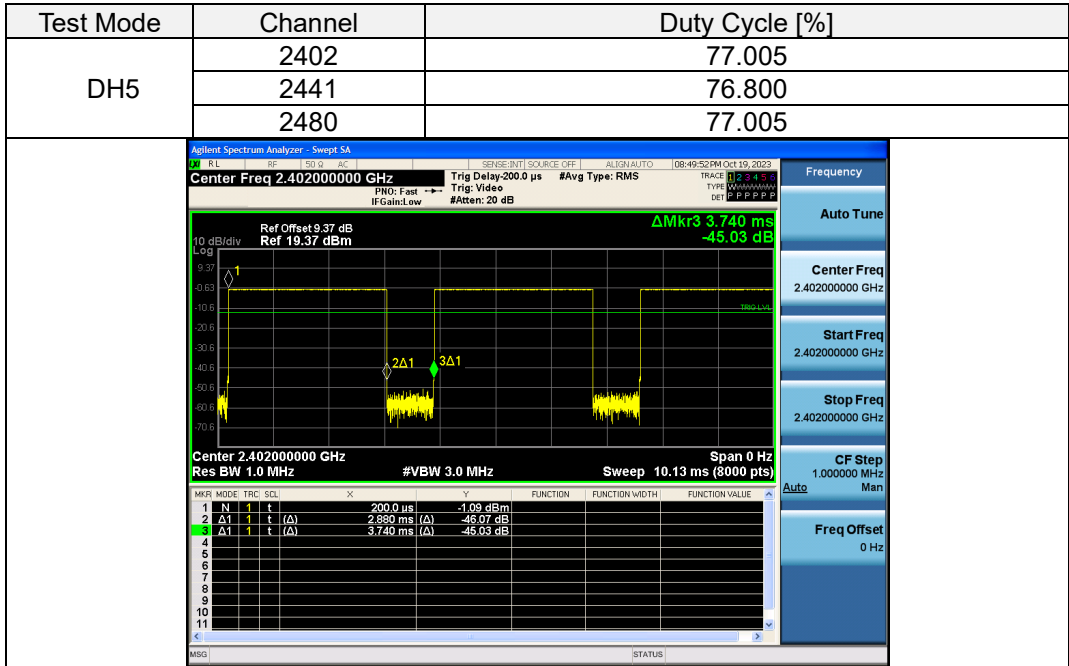 Test Mode Channel Duty Cycle [%]
DH5
2402 77.005
2441 76.800
2480 77.005
Agilent Spectrum Analyzer - Swept SA
LXI RL RF 50 Ω AC SENSE:INT SOURCE OFF ALIGN AUTO 08:49:52 PM Oct 19, 2023
Center Freq 2.402000000 GHz
PNO: Fast
IFGain:Low
Trig Delay-200.0 µs #Avg Type: RMS
Trig: Video
#Atten: 20 dB
TRACE 1 2 3 4 5 6
TYPE WWWWWW
DET P P P P P P
Frequency
Ref Offset 9.37 dB
10 dB/div Ref 19.37 dBm
Log
ΔMkr3 3.740 ms
-45.03 dB
9.37
-0.63
-10.6
-20.6
-30.6
-40.6
-50.6
-60.6
-70.6
1
TRIG LVL
2Δ1
3Δ1
Center 2.402000000 GHz Span 0 Hz
Res BW 1.0 MHz #VBW 3.0 MHz Sweep 10.13 ms (8000 pts)
MKR MODE TRC SCL X Y FUNCTION FUNCTION WIDTH FUNCTION VALUE
1 N 1 t 200.0 us -1.09 dBm
2 Δ1 1 t (Δ) 2.880 ms (Δ) -46.07 dB
3 Δ1 1 t (Δ) 3.740 ms (Δ) -45.03 dB
4
5
6
7
8
9
10
11
MSG STATUS
Auto Tune
Center Freq
2.402000000 GHz
Start Freq
2.402000000 GHz
Stop Freq
2.402000000 GHz
CF Step
1.000000 MHz
Auto Man
Freq Offset
0 Hz